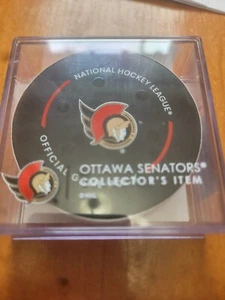 NATIONAL HOCKEY LEAGUE®
OFFICIAL G
OTTAWA SENATORS®
COLLECTOR'S ITEM